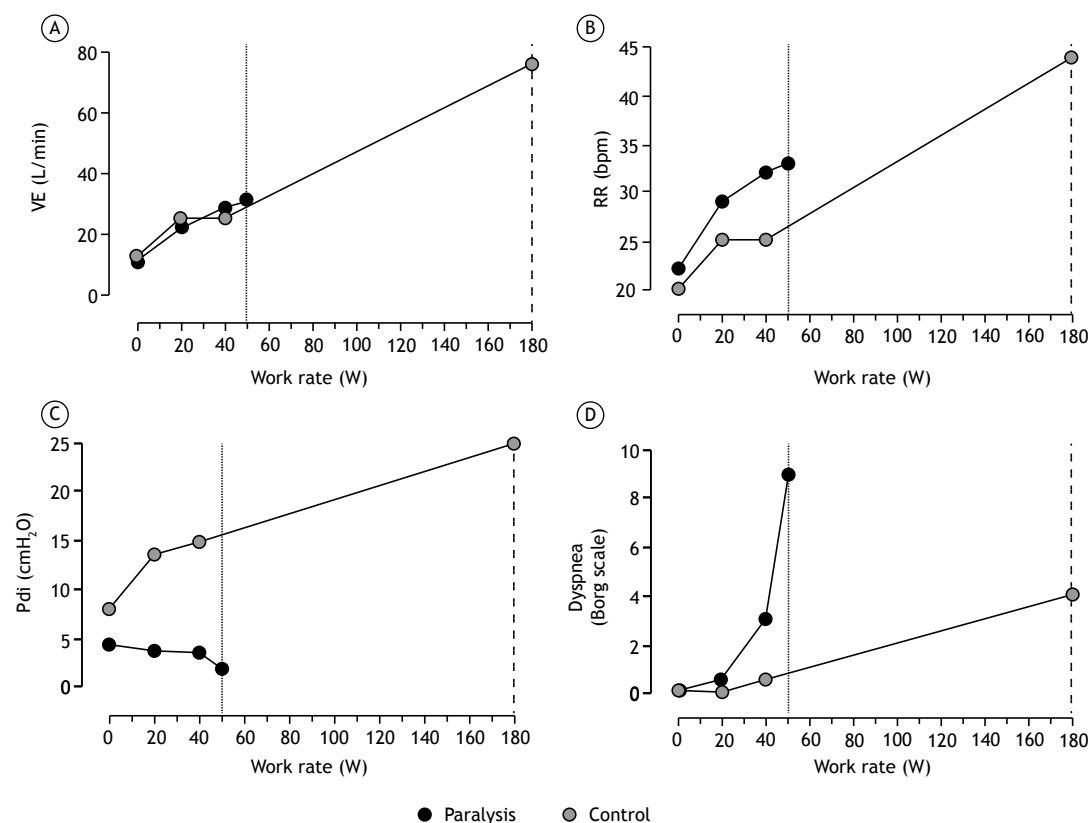 A
80
60
40
20
0
VE (L/min)
0 20 40 60 80 100 120 140 160 180
Work rate (W)
B
45
40
35
30
25
20
RR (bpm)
0 20 40 60 80 100 120 140 160 180
Work rate (W)
C
25
20
15
10
5
0
Pdi (cmH2O)
0 20 40 60 80 100 120 140 160 180
Work rate (W)
D
10
8
6
4
2
0
Dyspnea
(Borg scale)
0 20 40 60 80 100 120 140 160 180
Work rate (W)
Paralysis Control